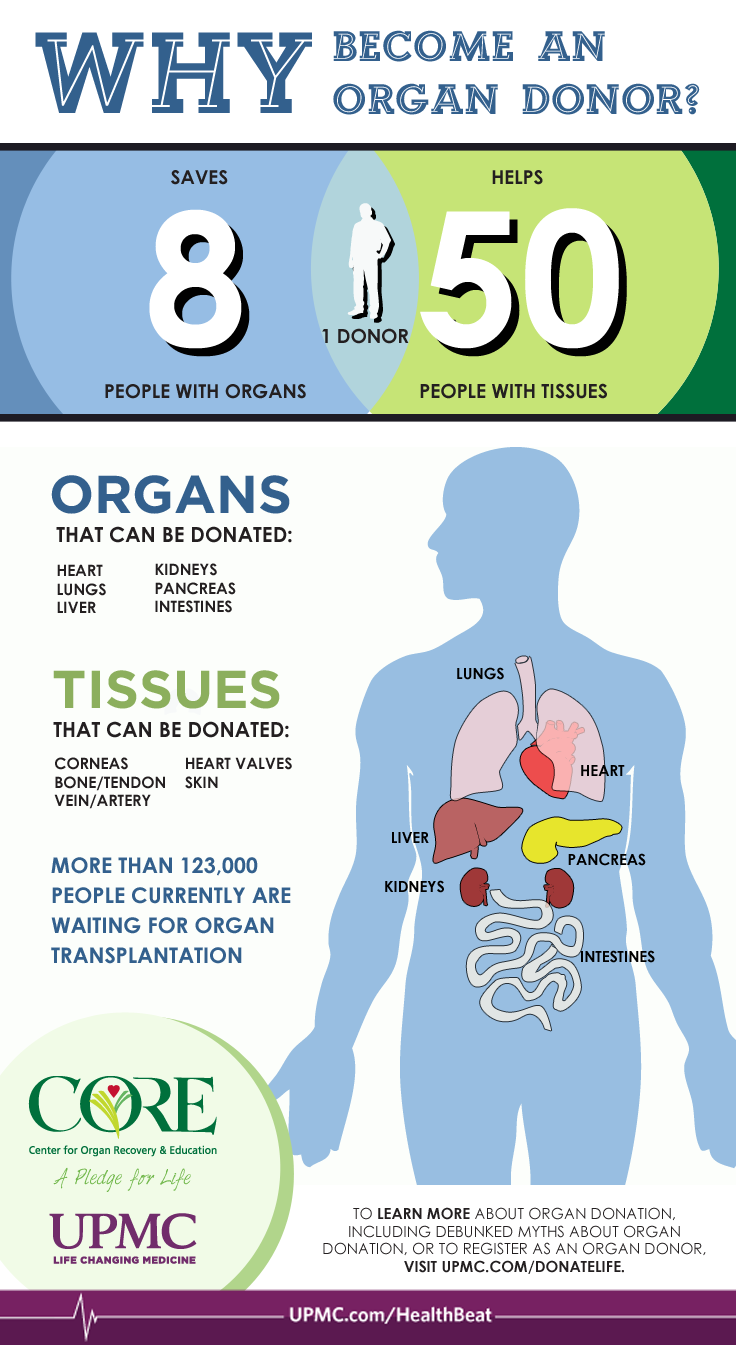 WHY
BECOME AN
ORGAN DONOR?
SAVES
8
PEOPLE WITH ORGANS
1 DONOR
HELPS
50
PEOPLE WITH TISSUES
ORGANS
THAT CAN BE DONATED:
HEART
LUNGS
LIVER
KIDNEYS
PANCREAS
INTESTINES
TISSUES
THAT CAN BE DONATED:
CORNEAS
BONE/TENDON
VEIN/ARTERY
HEART VALVES
SKIN
MORE THAN 123,000
PEOPLE CURRENTLY ARE
WAITING FOR ORGAN
TRANSPLANTATION
LUNGS
HEART
LIVER
PANCREAS
KIDNEYS
INTESTINES
CORE
Center for Organ Recovery & Education
A Pledge for Life
UPMC
LIFE CHANGING MEDICINE
TO LEARN MORE ABOUT ORGAN DONATION,
INCLUDING DEBUNKED MYTHS ABOUT ORGAN
DONATION, OR TO REGISTER AS AN ORGAN DONOR,
VISIT UPMC.COM/DONATELIFE.
UPMC.com/HealthBeat